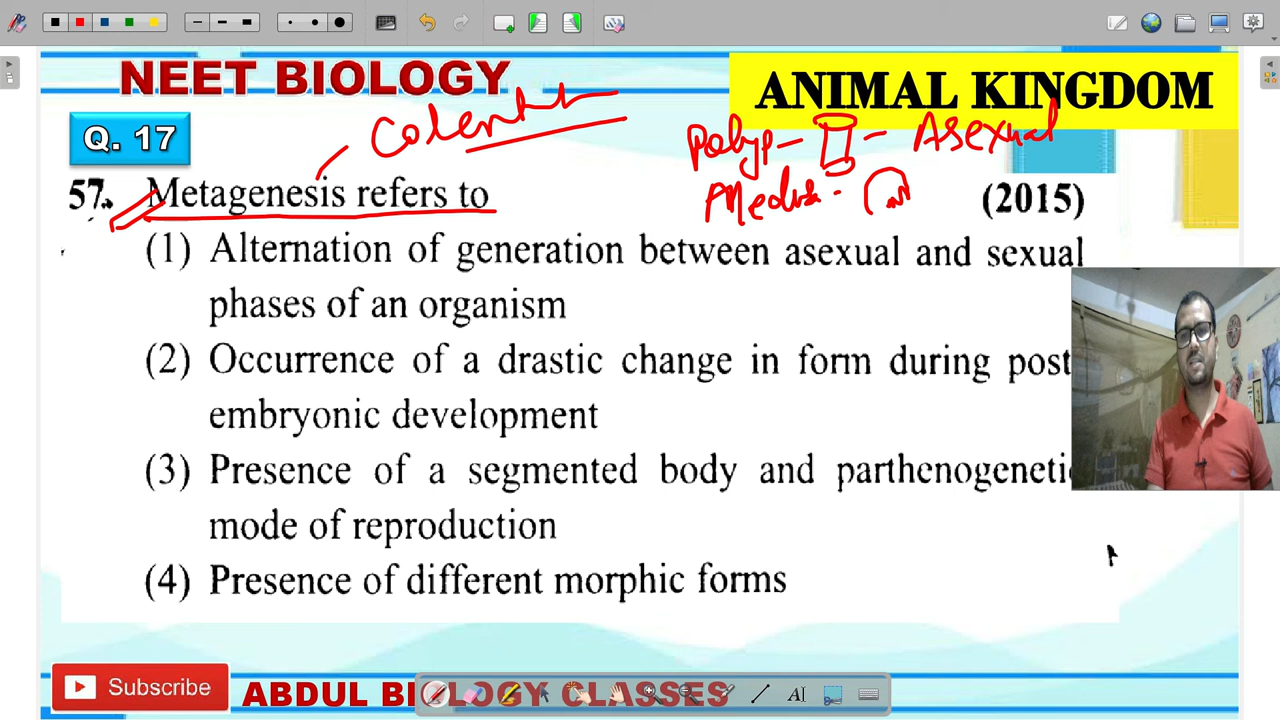 NEET BIOLOGY
ANIMAL KINGDOM
Q. 17
Polyp - - Asexual
57. Metagenesis refers to
(2015)
(1) Alternation of generation between asexual and sexual
phases of an organism
(2) Occurrence of a drastic change in form during post
embryonic development
(3) Presence of a segmented body and parthenogenetic
mode of reproduction
(4) Presence of different morphic forms
Subscribe
ABDUL BIOLOGY CLASSES